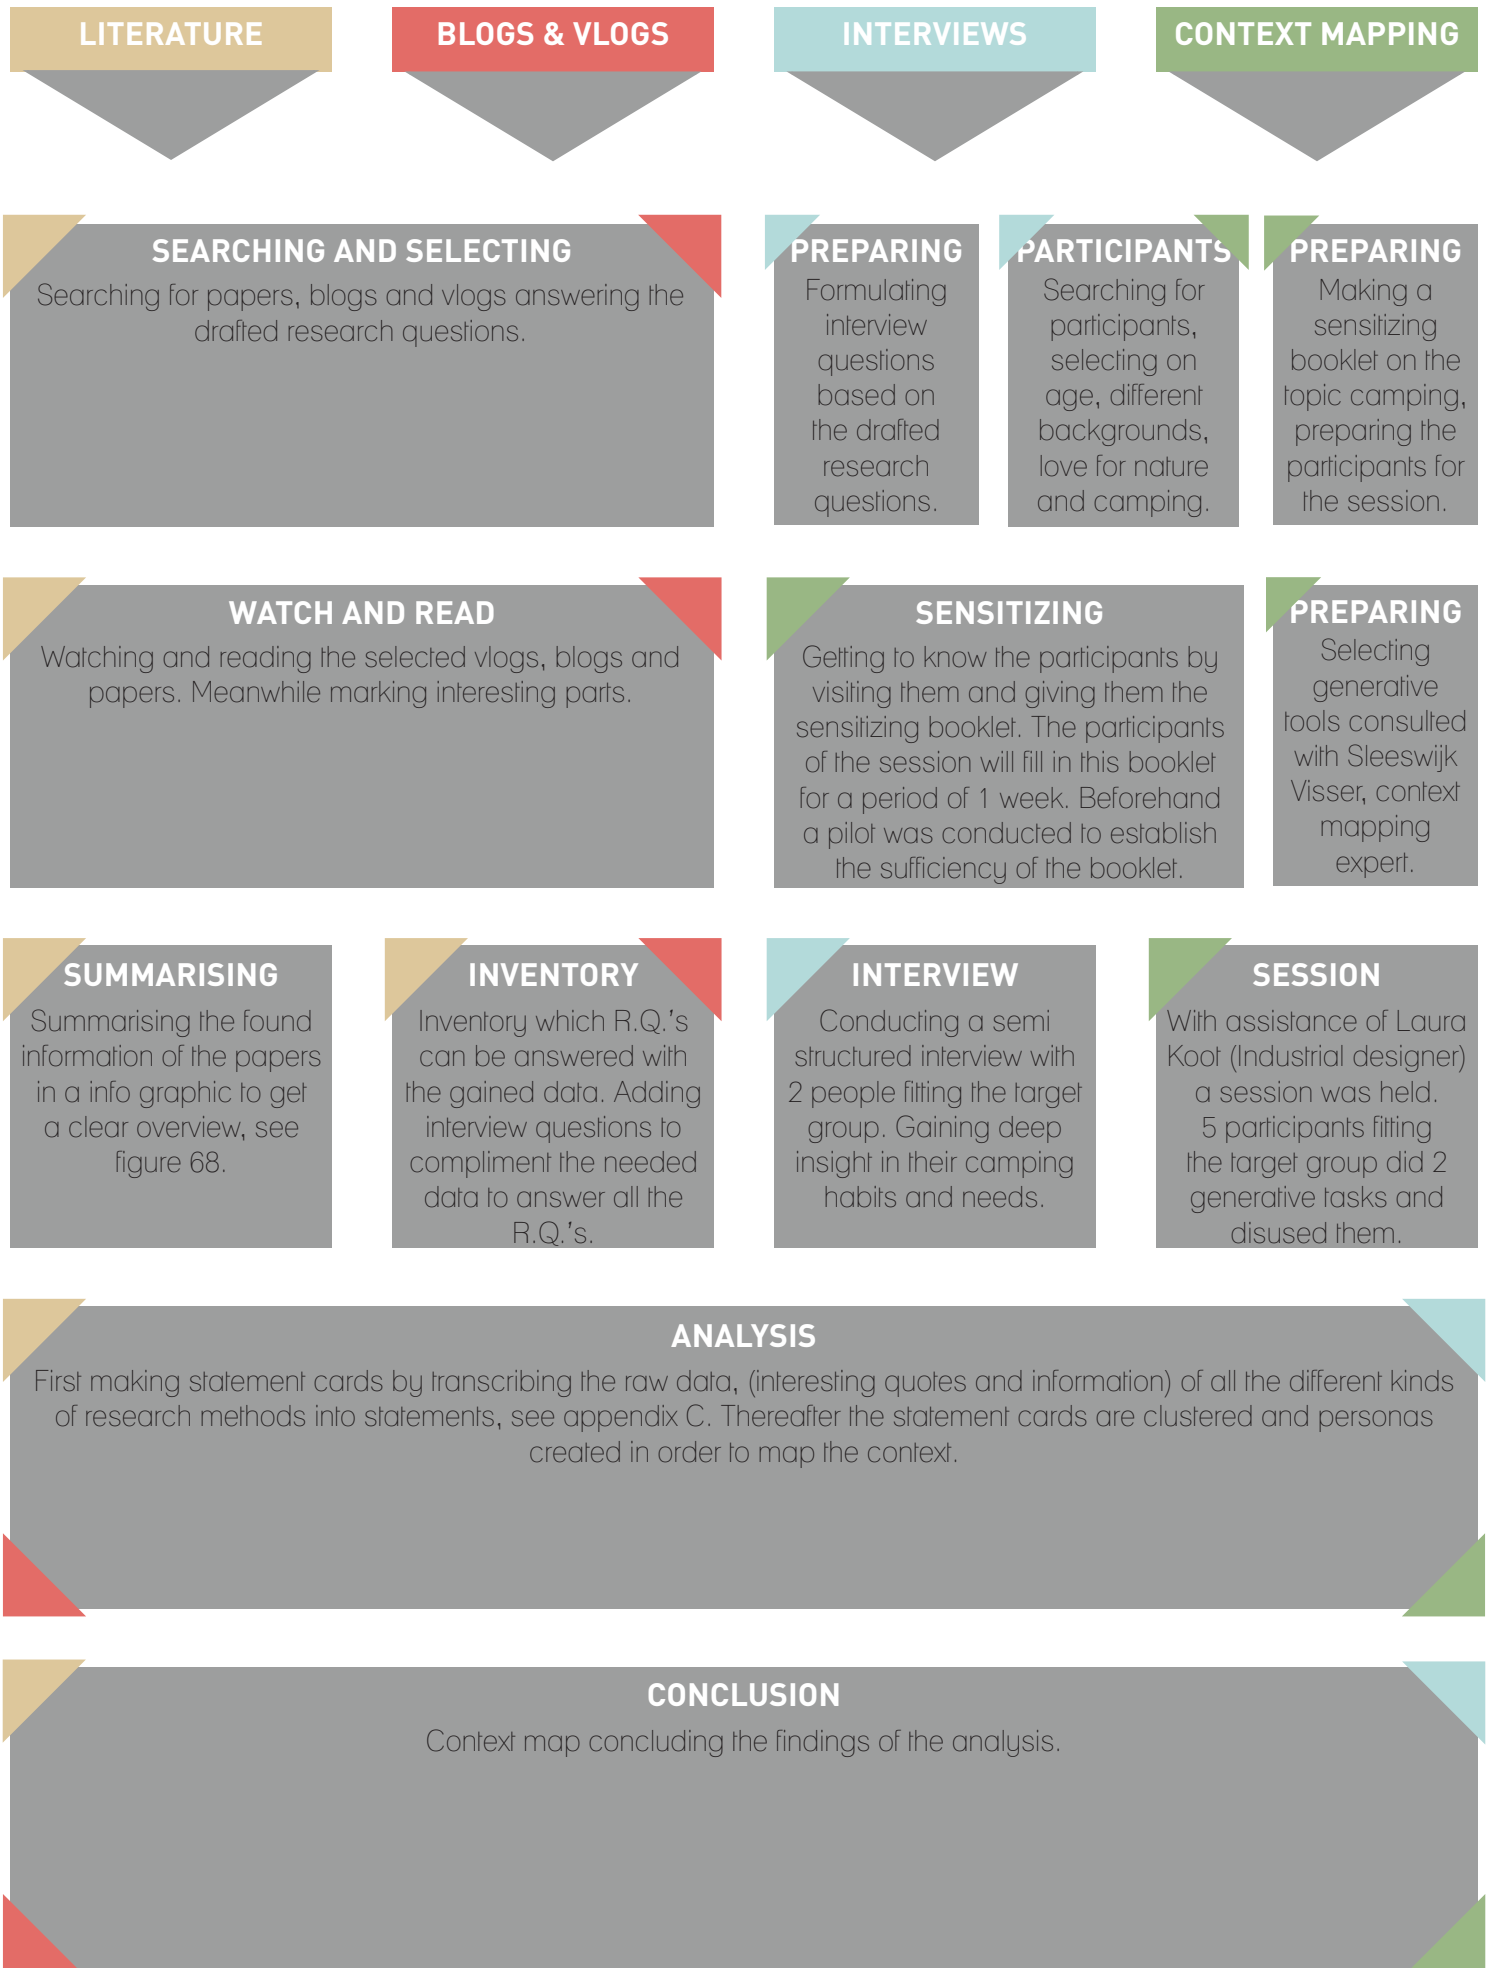 LITERATURE
BLOGS & VLOGS
INTERVIEWS
CONTEXT MAPPING
SEARCHING AND SELECTING
Searching for papers, blogs and vlogs answering the
drafted research questions.
PREPARING
Formulating
interview
questions
based on
the drafted
research
questions.
PARTICIPANTS
Searching for
participants,
selecting on
age, different
backgrounds,
love for nature
and camping.
PREPARING
Making a
sensitizing
booklet on the
topic camping,
preparing the
participants for
the session.
WATCH AND READ
Watching and reading the selected vlogs, blogs and
papers. Meanwhile marking interesting parts.
SENSITIZING
Getting to know the participants by
visiting them and giving them the
sensitizing booklet. The participants
of the session will fill in this booklet
for a period of 1 week. Beforehand
a pilot was conducted to establish
the sufficiency of the booklet.
PREPARING
Selecting
generative
tools consulted
with Sleeswijk
Visser, context
mapping
expert.
SUMMARISING
Summarising the found
information of the papers
in a info graphic to get
a clear overview, see
figure 68.
INVENTORY
Inventory which R.Q.'s
can be answered with
the gained data. Adding
interview questions to
compliment the needed
data to answer all the
R.Q.'s.
INTERVIEW
Conducting a semi
structured interview with
2 people fitting the target
group. Gaining deep
insight in their camping
habits and needs.
SESSION
With assistance of Laura
Koot (Industrial designer)
a session was held.
5 participants fitting
the target group did 2
generative tasks and
disused them.
ANALYSIS
First making statement cards by transcribing the raw data, (interesting quotes and information) of all the different kinds
of research methods into statements, see appendix C. Thereafter the statement cards are clustered and personas
created in order to map the context.
CONCLUSION
Context map concluding the findings of the analysis.